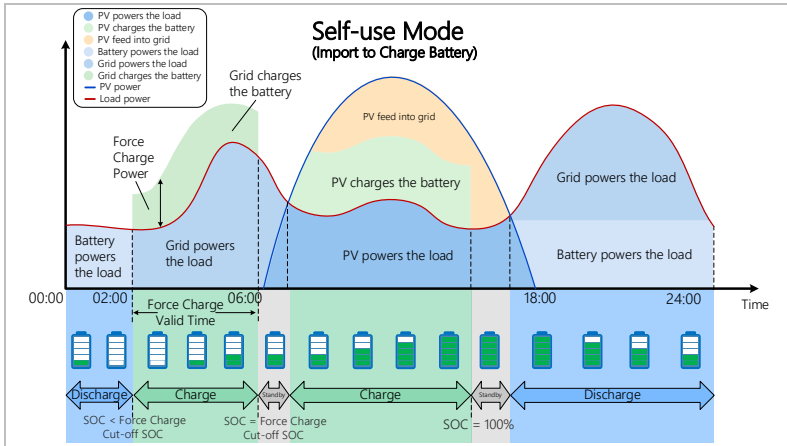 Self-use Mode
(Import to Charge Battery)
PV powers the load
PV charges the battery
PV feed into grid
Battery powers the load
Grid powers the load
Grid charges the battery
PV power
Load power
Grid charges
the battery
Force
Charge
Power
PV feed into grid
PV charges the battery
Grid powers the load
Battery
powers
the load
Grid powers
the load
PV powers the load
Battery powers the load
00:00
02:00
06:00
18:00
24:00
Time
Force Charge
Valid Time
Discharge
Charge
Standby
Charge
Standby
Discharge
SOC < Force Charge
Cut-off SOC
SOC = Force Charge
Cut-off SOC
SOC = 100%